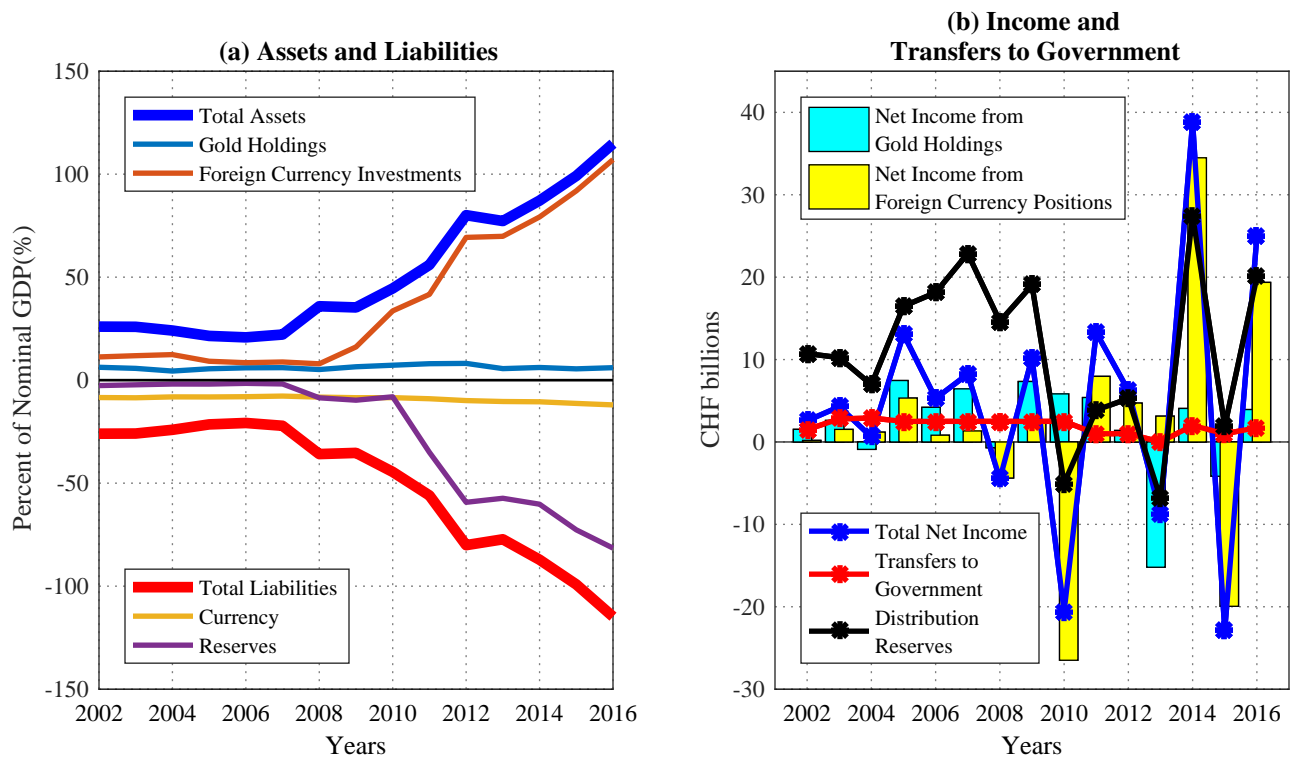 (a) Assets and Liabilities
150
100
50
0
-50
-100
-150
Percent of Nominal GDP(%)
Total Assets
Gold Holdings
Foreign Currency Investments
Total Liabilities
Currency
Reserves
2002 2004 2006 2008 2010 2012 2014 2016
Years
(b) Income and
Transfers to Government
40
30
20
10
0
-10
-20
-30
CHF billions
Net Income from
Gold Holdings
Net Income from
Foreign Currency Positions
Total Net Income
Transfers to
Government
Distribution
Reserves
2002 2004 2006 2008 2010 2012 2014 2016
Years